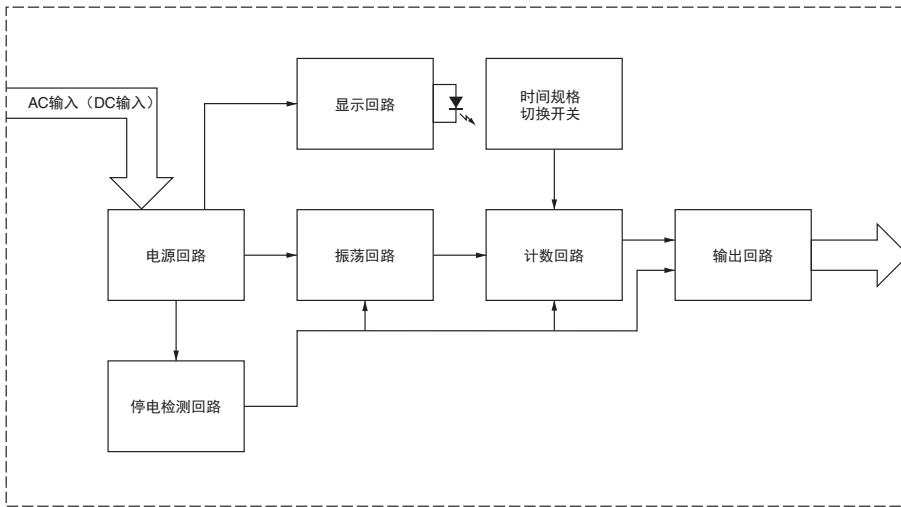 AC输入（DC输入）
显示回路
时间规格
切换开关
电源回路
振荡回路
计数回路
输出回路
停电检测回路